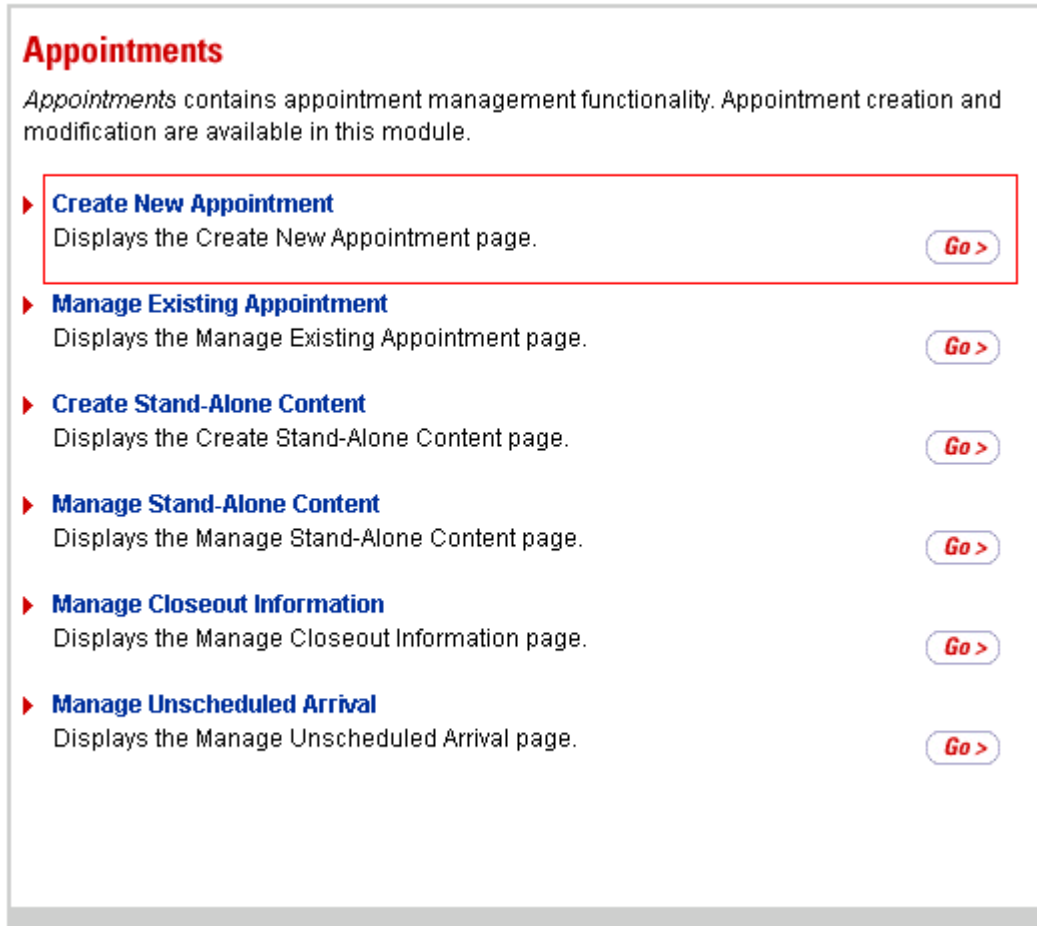 Appointments
Appointments contains appointment management functionality. Appointment creation and
modification are available in this module.
Create New Appointment
Displays the Create New Appointment page.
Go >
Manage Existing Appointment
Displays the Manage Existing Appointment page.
Go >
Create Stand-Alone Content
Displays the Create Stand-Alone Content page.
Go >
Manage Stand-Alone Content
Displays the Manage Stand-Alone Content page.
Go >
Manage Closeout Information
Displays the Manage Closeout Information page.
Go >
Manage Unscheduled Arrival
Displays the Manage Unscheduled Arrival page.
Go >